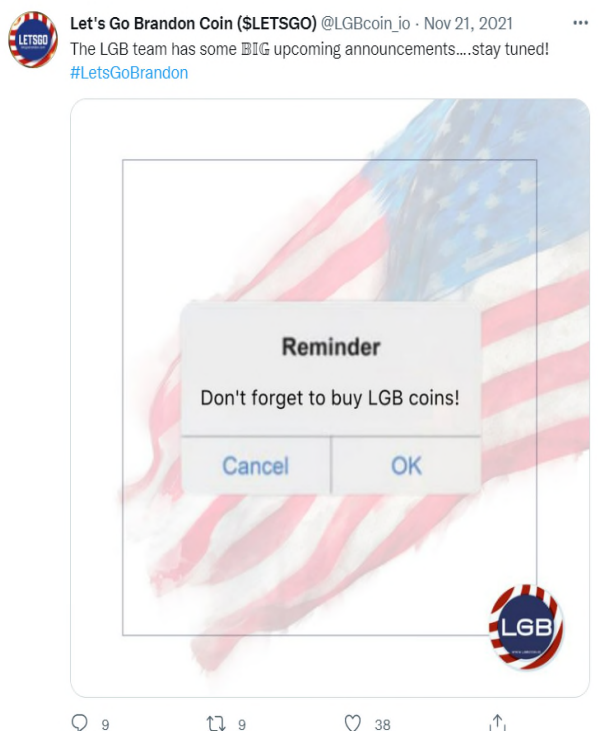 LETSGO
Let's Go Brandon Coin ($LETSGO) @LGBcoin_io · Nov 21, 2021
The LGB team has some 𝔹𝕀𝔾 upcoming announcements....stay tuned!
#LetsGoBrandon
Reminder
Don't forget to buy LGB coins!
Cancel OK
LGB
9 9 38